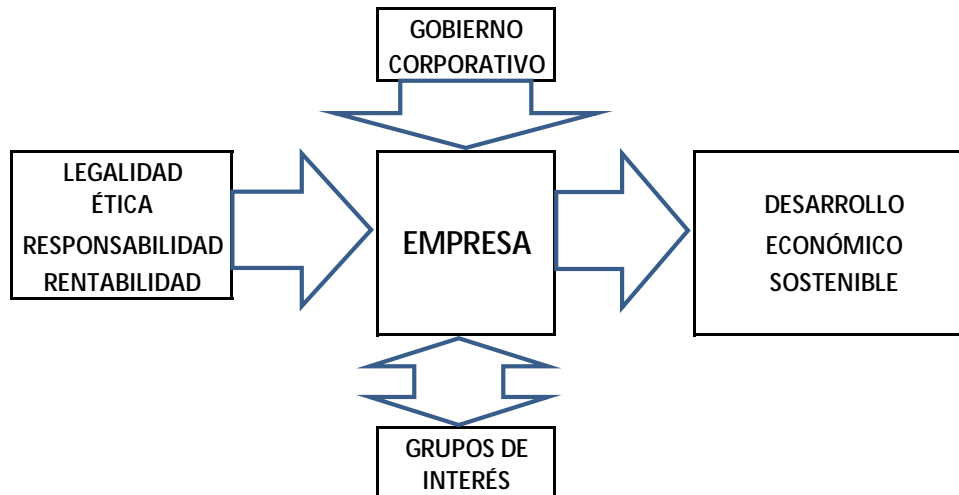 GOBIERNO
CORPORATIVO
LEGALIDAD
ÉTICA
RESPONSABILIDAD
RENTABILIDAD
EMPRESA
DESARROLLO
ECONÓMICO
SOSTENIBLE
GRUPOS DE
INTERÉS